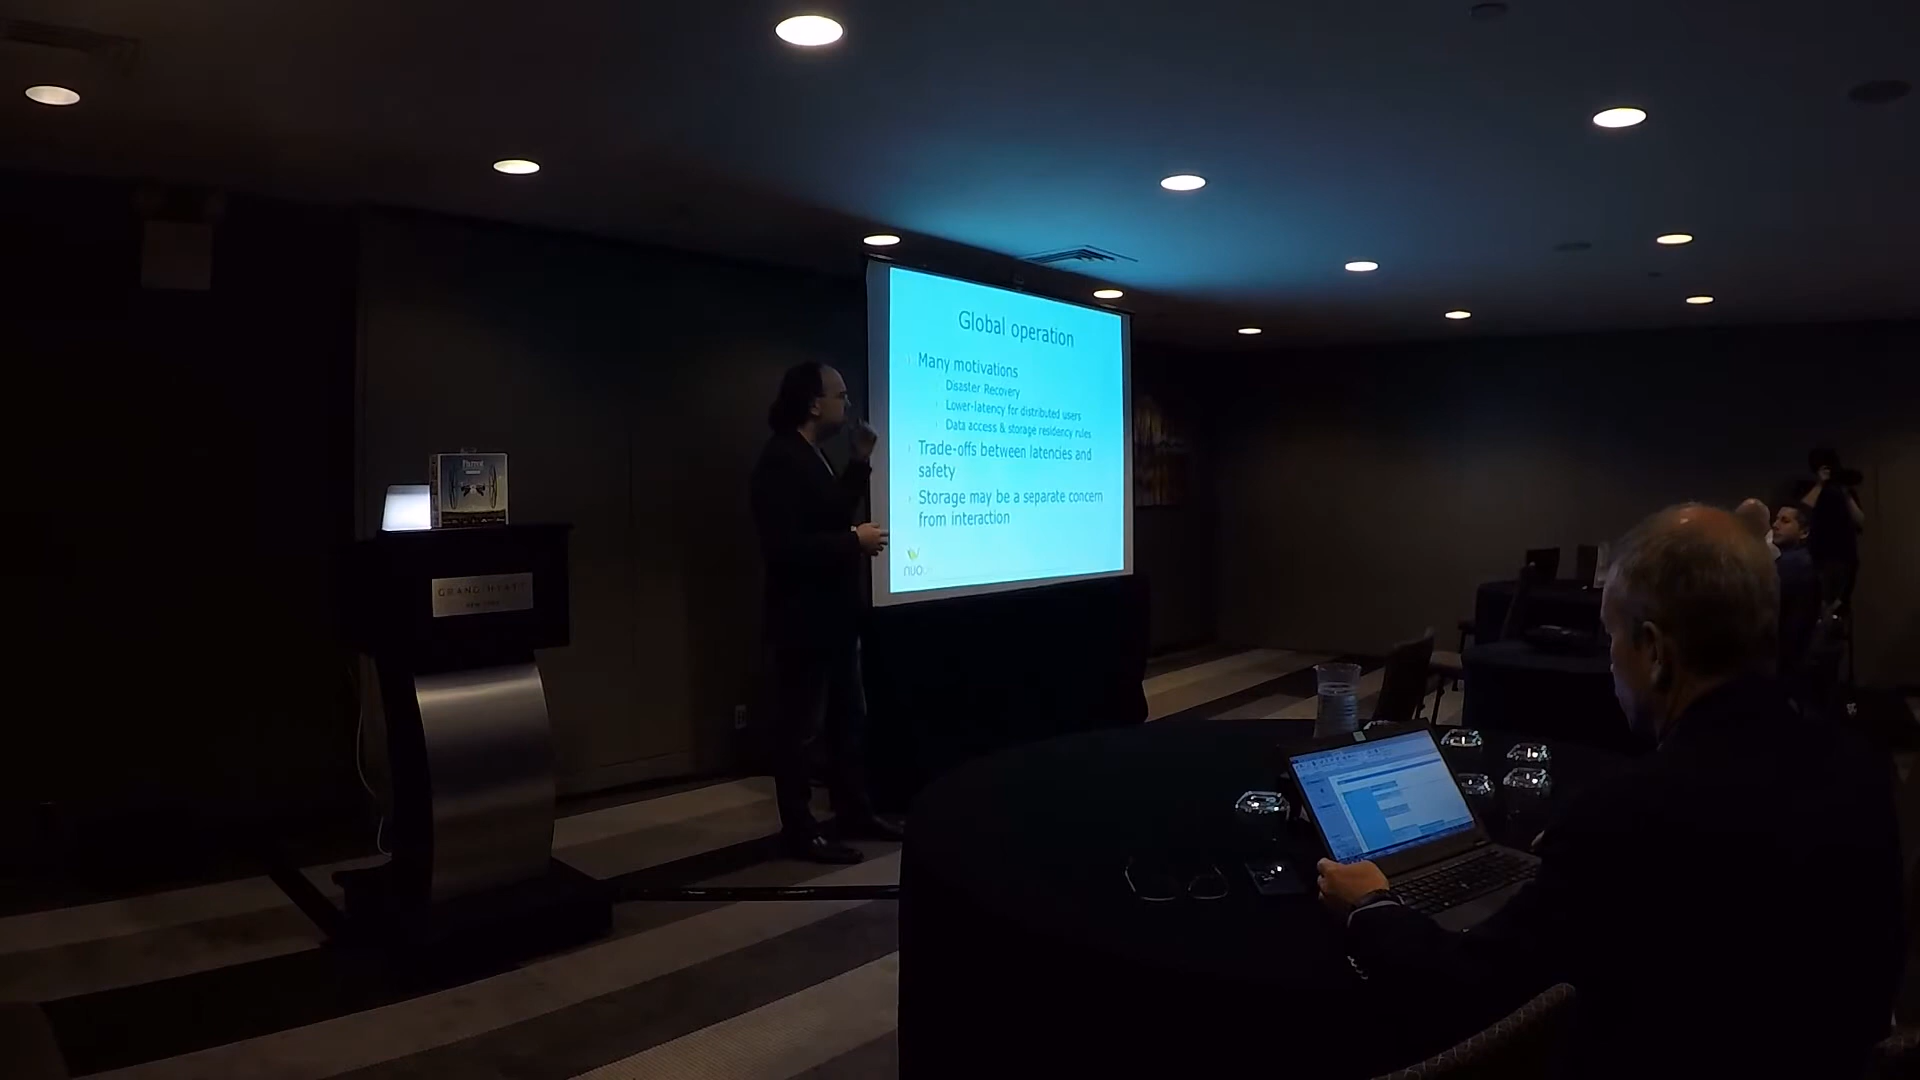 Global operation
Many motivations
Disaster Recovery
Lower-latency for distributed users
Data access & storage residency rules
Trade-offs between latencies and
safety
Storage may be a separate concern
from interaction
nuo
Parrot
GRAND HYATT
NEW YORK